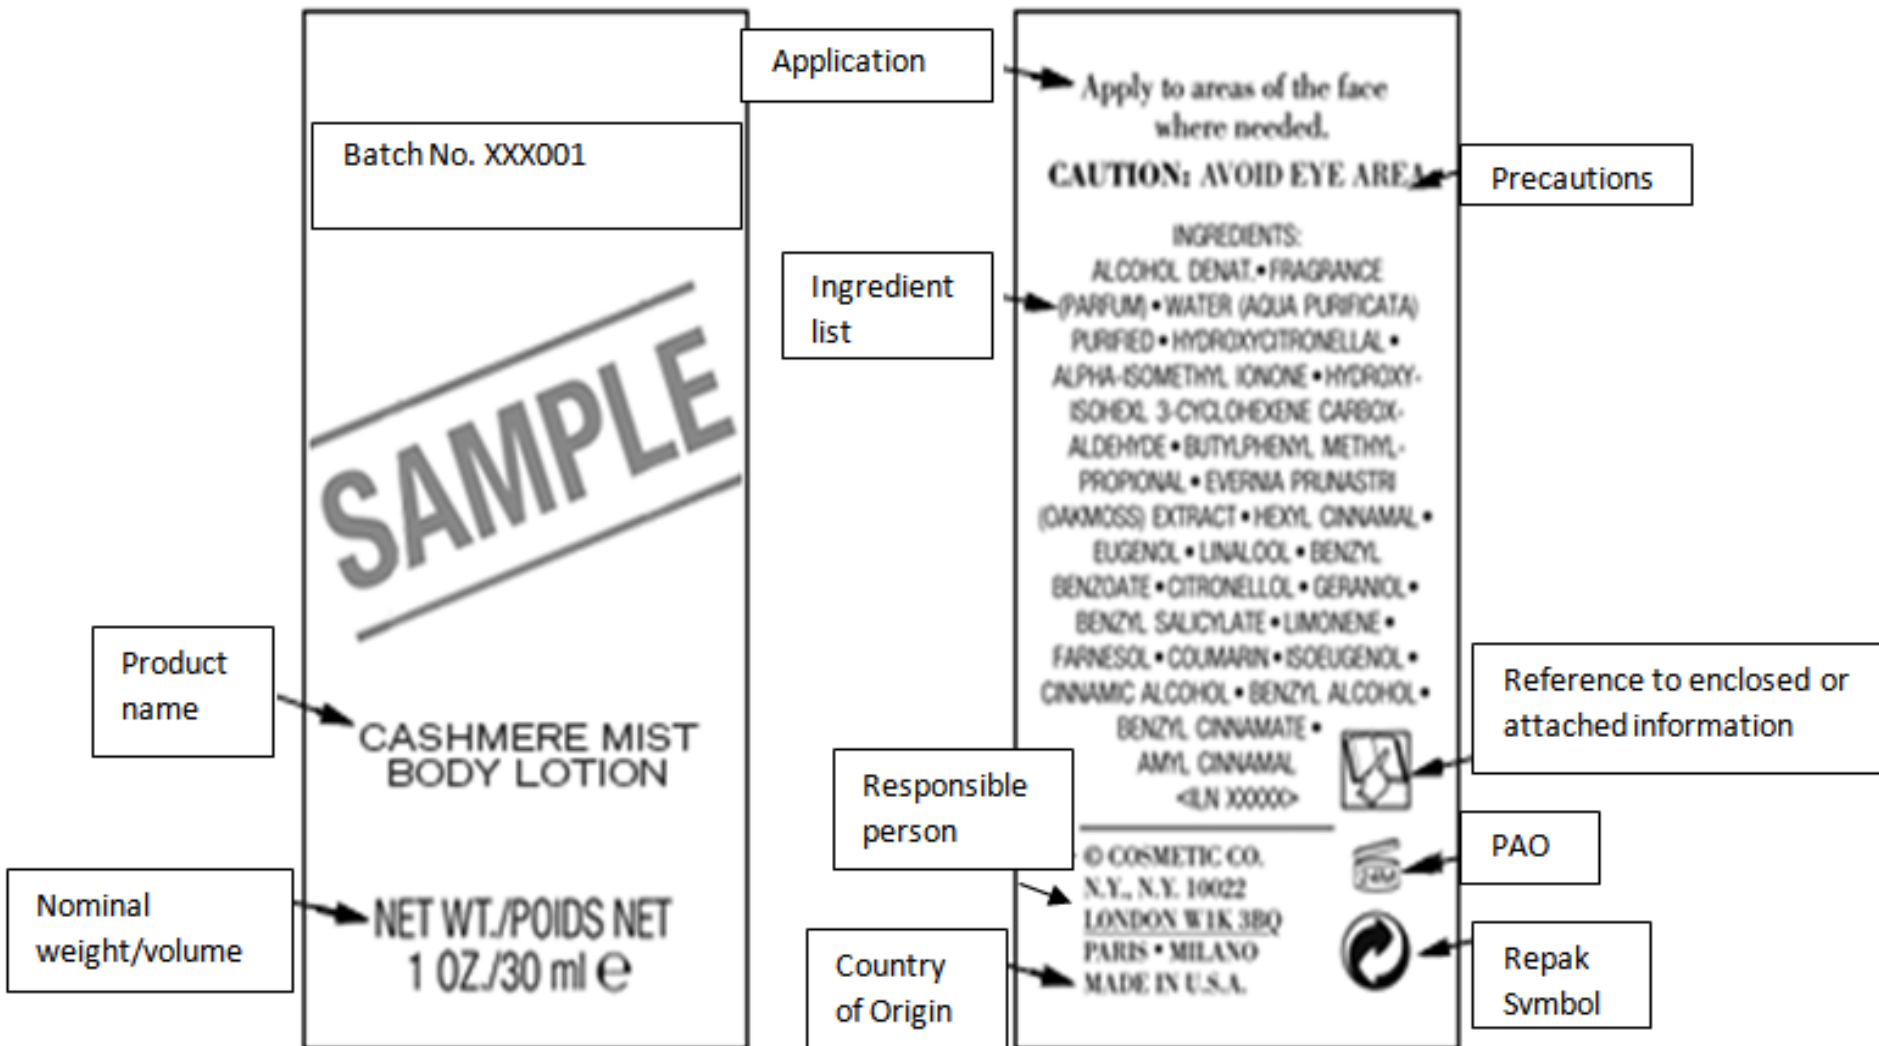 Batch No. XXX001
SAMPLE
Product
name
CASHMERE MIST
BODY LOTION
Nominal
weight/volume
NET WT./POIDS NET
1 OZ./30 ml e
Application
Apply to areas of the face
where needed.
CAUTION: AVOID EYE AREA
Precautions
Ingredient
list
INGREDIENTS:
ALCOHOL DENAT. • FRAGRANCE
(PARFUM) • WATER (AQUA PURIFICATA)
PURIFIED • HYDROXYCITRONELLAL •
ALPHA-ISOMETHYL IONONE • HYDROXY-
ISOHEXL 3-CYCLOHEXENE CARBOX-
ALDEHYDE • BUTYLPHENYL METHYL-
PROPIONAL • EVERNIA PRUNASTRI
(OAKMOSS) EXTRACT • HEXYL CINNAMAL •
EUGENOL • LINALOOL • BENZYL
BENZOATE • CITRONELLOL • GERANIOL •
BENZYL SALICYLATE • LIMONENE •
FARNESOL • COUMARIN • ISOEUGENOL •
CINNAMIC ALCOHOL • BENZYL ALCOHOL •
BENZYL CINNAMATE •
AMYL CINNAMAL
<ILN XXXXX>
Reference to enclosed or
attached information
Responsible
person
© COSMETIC CO.
N.Y., N.Y. 10022
LONDON W1K 3BQ
PARIS • MILANO
MADE IN U.S.A.
24M
PAO
Country
of Origin
Repak
Symbol